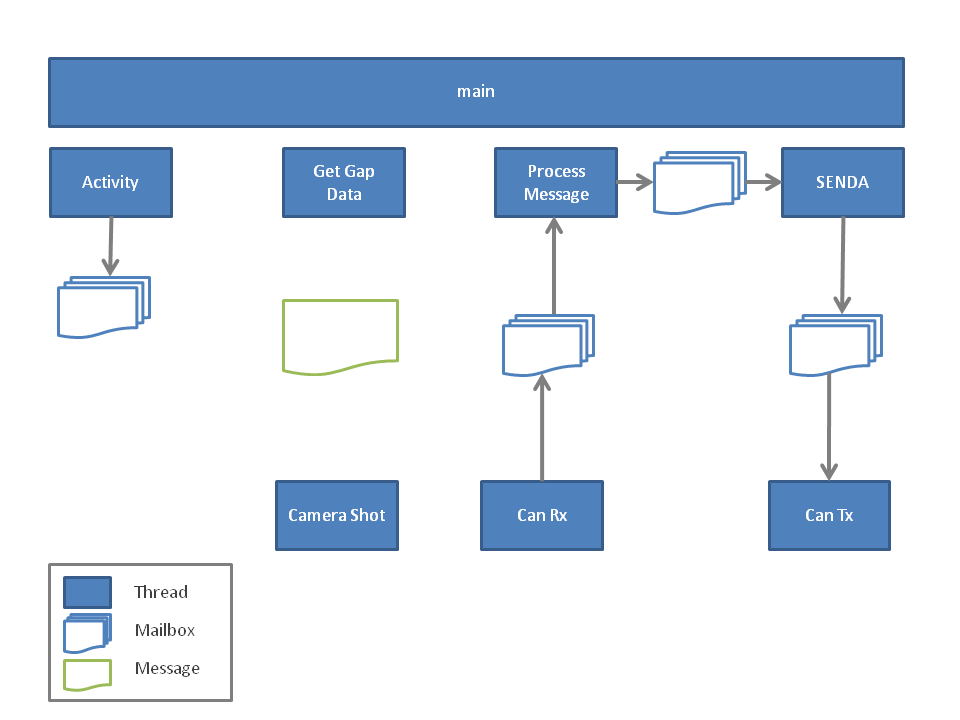 main
Activity
Get Gap
Data
Process
Message
SENDA
Camera Shot
Can Rx
Can Tx
Thread
Mailbox
Message